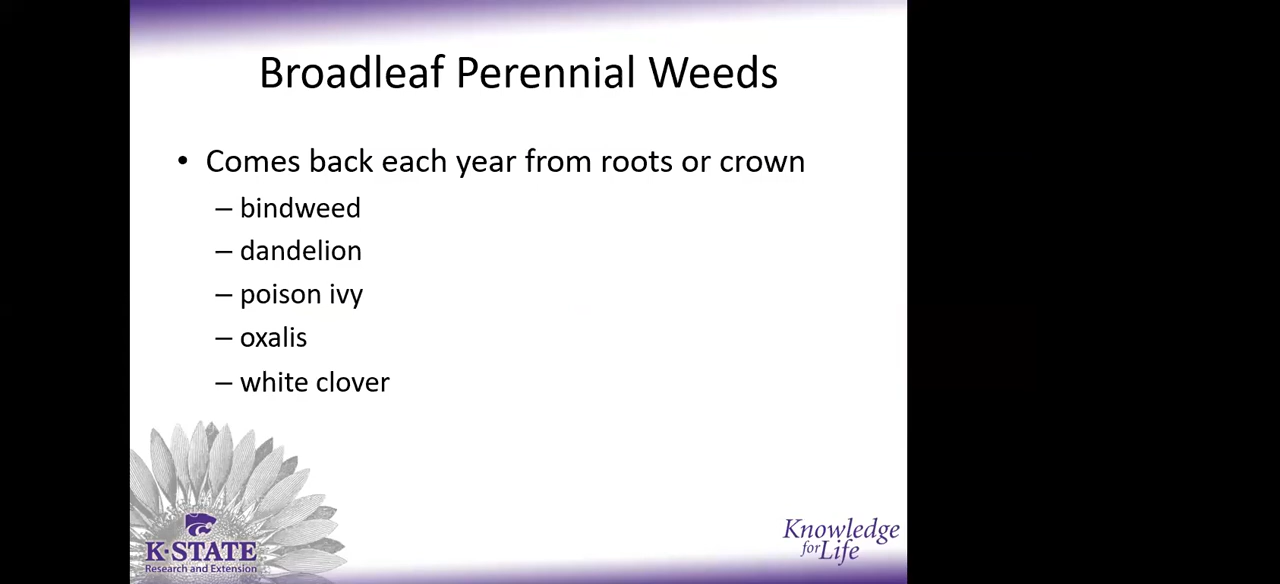 Broadleaf Perennial Weeds
• Comes back each year from roots or crown
– bindweed
– dandelion
– poison ivy
– oxalis
– white clover
K-STATE
Research and Extension
Knowledge
for Life